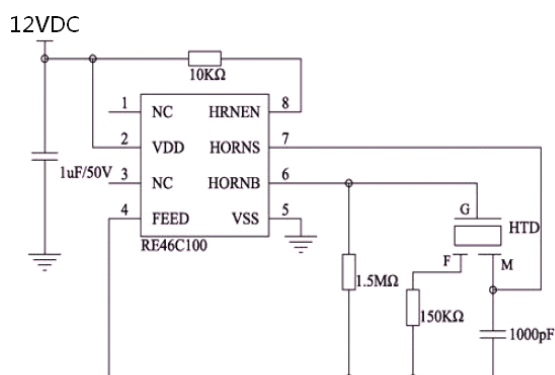 12VDC
10KΩ
1 NC HRNEN 8
2 VDD HORNS 7
1uF/50V
3 NC HORNB 6
4 FEED VSS 5
RE46C100
G
HTD
F M
1.5MΩ
150KΩ
1000pF